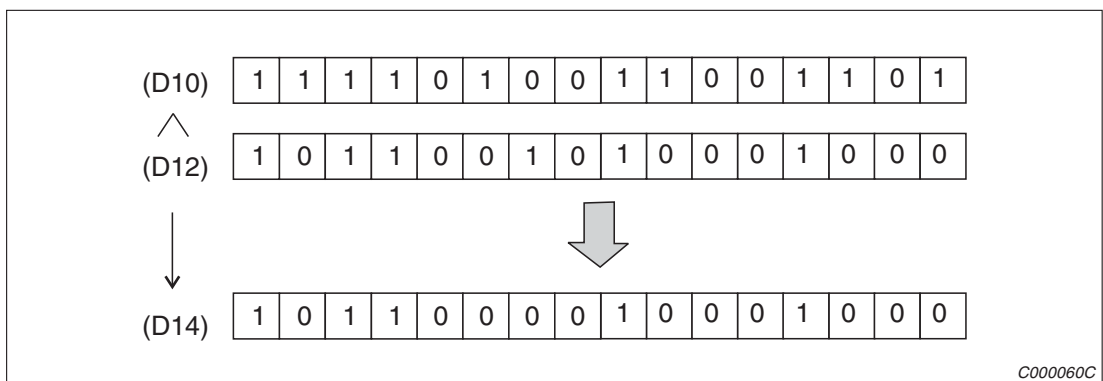 (D10) 1 1 1 1 0 1 0 0 1 1 0 0 1 1 0 1
∧
(D12) 1 0 1 1 0 0 1 0 1 0 0 0 1 0 0 0
(D14) 1 0 1 1 0 0 0 0 1 0 0 0 1 0 0 0
C000060C